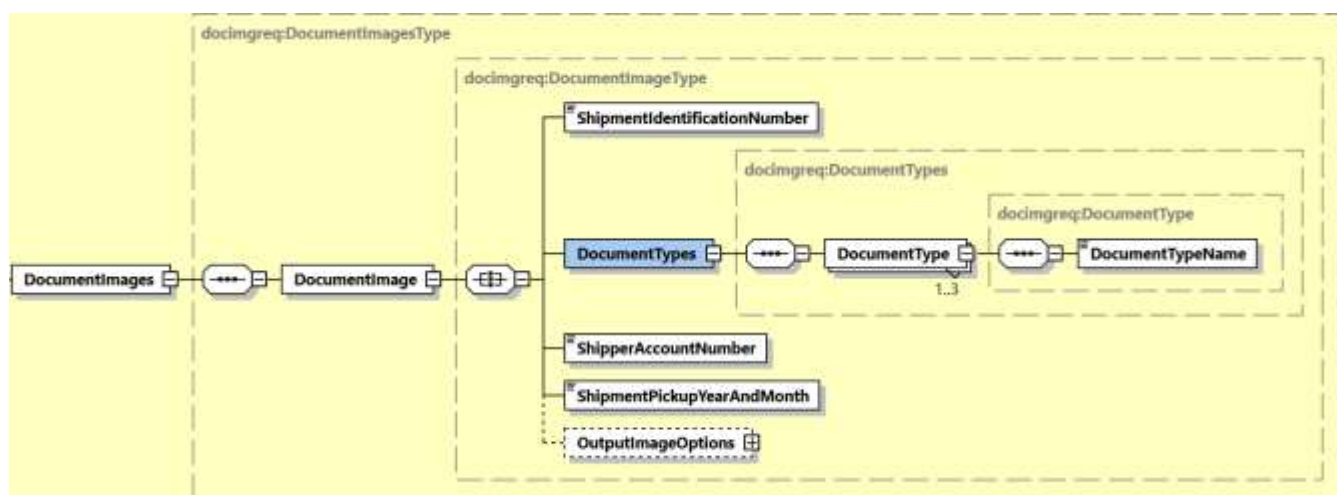 docimgreq:DocumentImagesType
docimgreq:DocumentImageType
ShipmentIdentificationNumber
docimgreq:DocumentTypes
docimgreq:DocumentType
DocumentImages
DocumentImage
DocumentTypes
DocumentType
1..3
DocumentTypeName
ShipperAccountNumber
ShipmentPickupYearAndMonth
OutputImageOptions